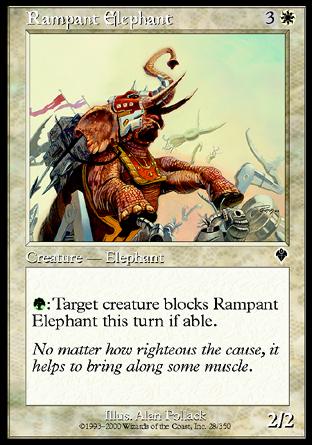 Rampant Elephant 3
Creature — Elephant
:Target creature blocks Rampant
Elephant this turn if able.
No matter how righteous the cause, it
helps to bring along some muscle.
Illus. Alan Pollack
©1993–2000 Wizards of the Coast, Inc. 28/350
2/2